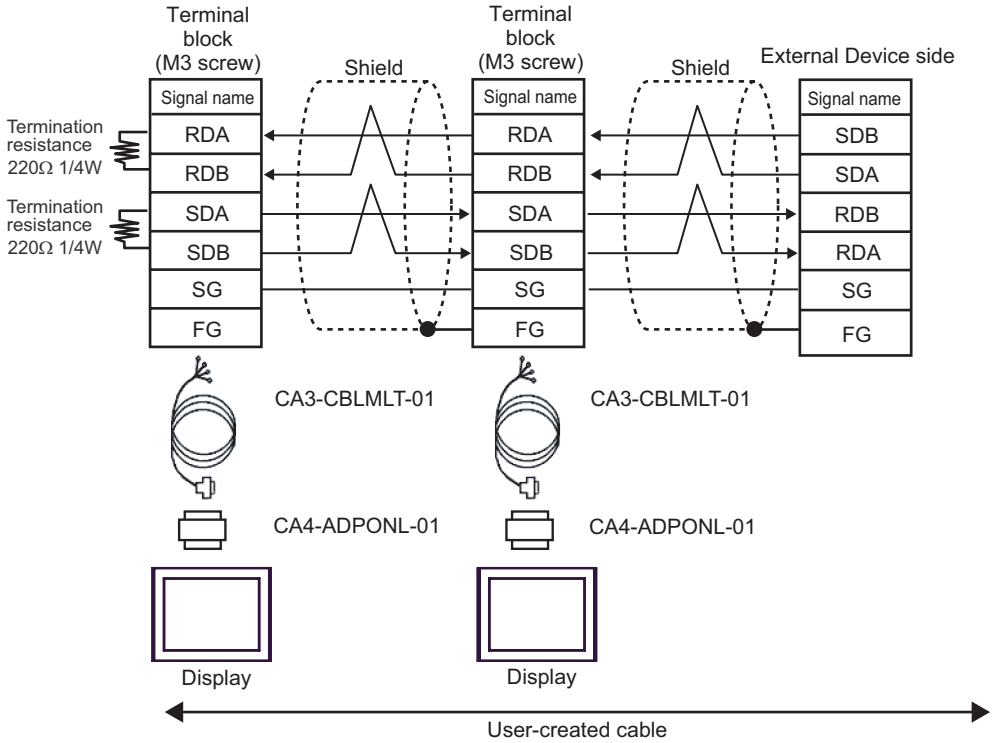 Terminal
block
(M3 screw)
Terminal
block
(M3 screw)
External Device side
Shield
Shield
Signal name
Signal name
Signal name
Termination
resistance
220Ω 1/4W
RDA
RDA
SDB
RDB
RDB
SDA
Termination
resistance
220Ω 1/4W
SDA
SDA
RDB
SDB
SDB
RDA
SG
SG
SG
FG
FG
FG
CA3-CBLMLT-01
CA3-CBLMLT-01
CA4-ADPONL-01
CA4-ADPONL-01
Display
Display
User-created cable